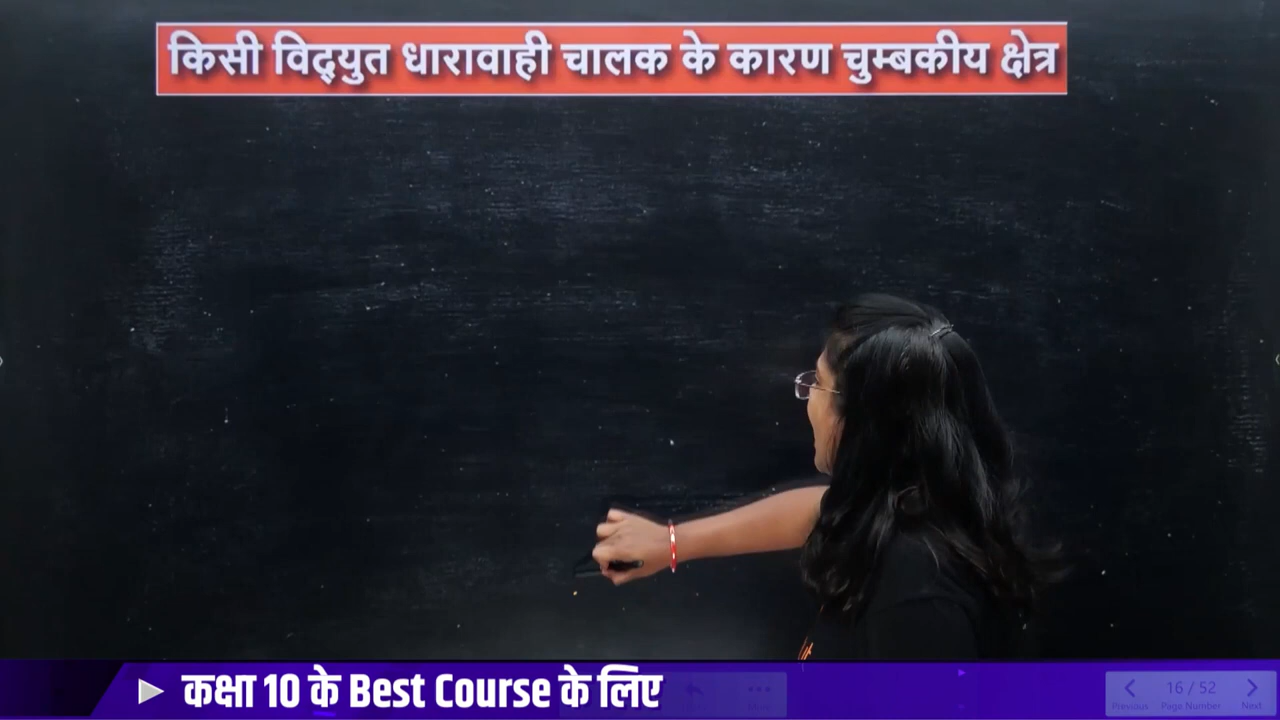 किसी विद्युत धारावाही चालक के कारण चुम्बकीय क्षेत्र
कक्षा 10 के Best Course के लिए
16 / 52
Previous Page Number Next